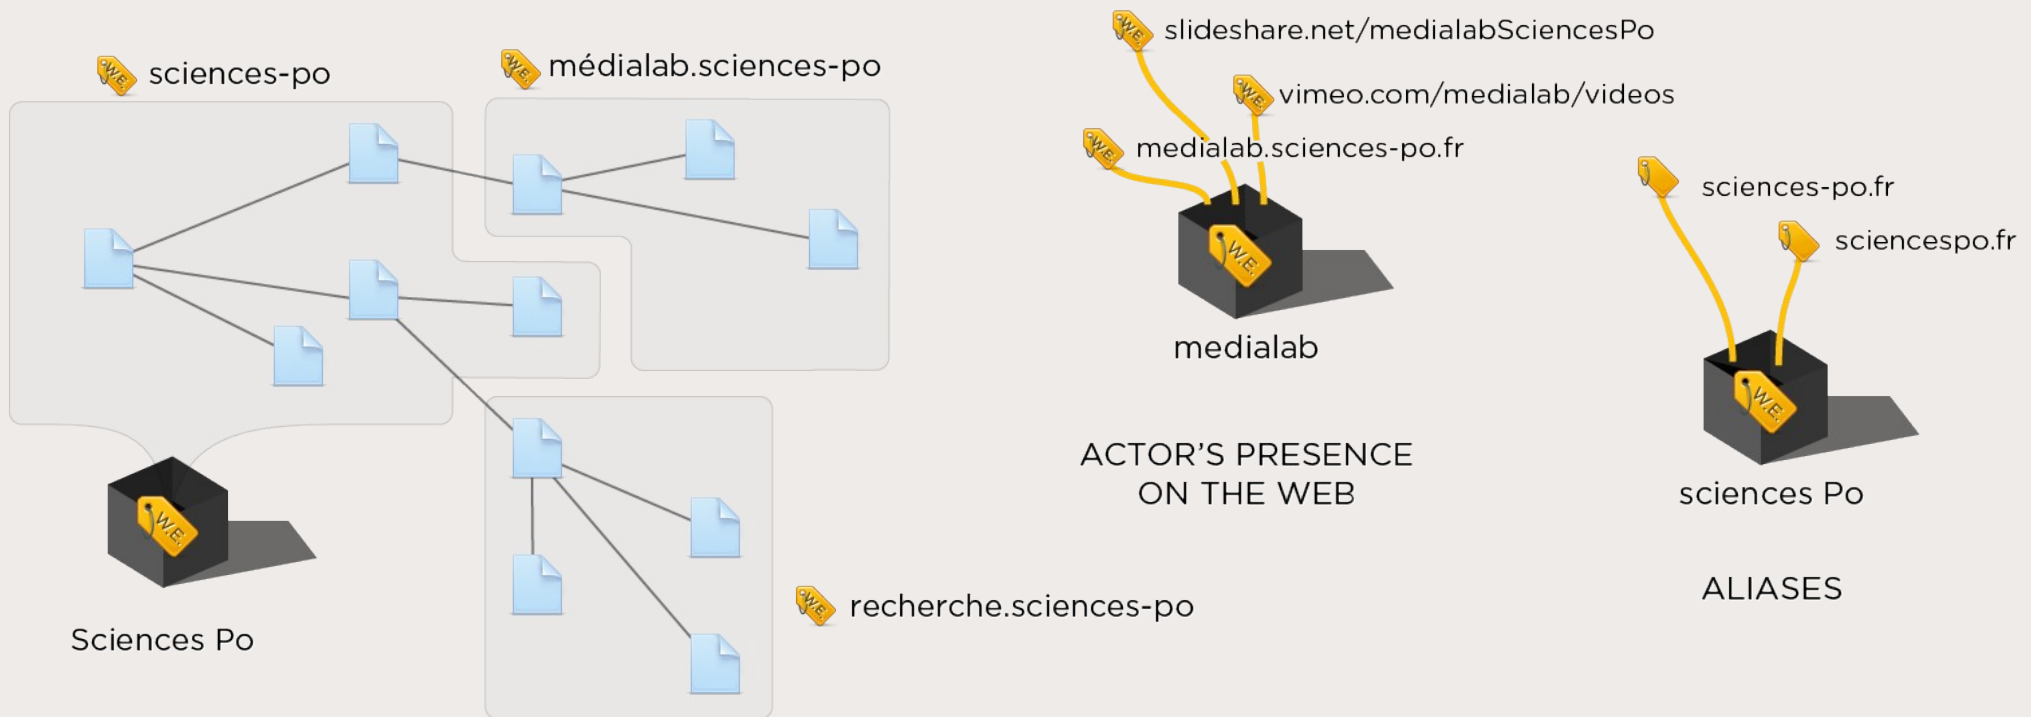 W.E. sciences-po
W.E. médialab.sciences-po
W.E.
Sciences Po
W.E. recherche.sciences-po
W.E. slideshare.net/medialabSciencesPo
W.E. vimeo.com/medialab/videos
W.E. medialab.sciences-po.fr
W.E.
medialab
ACTOR'S PRESENCE
ON THE WEB
sciences-po.fr
sciencespo.fr
W.E.
sciences Po
ALIASES